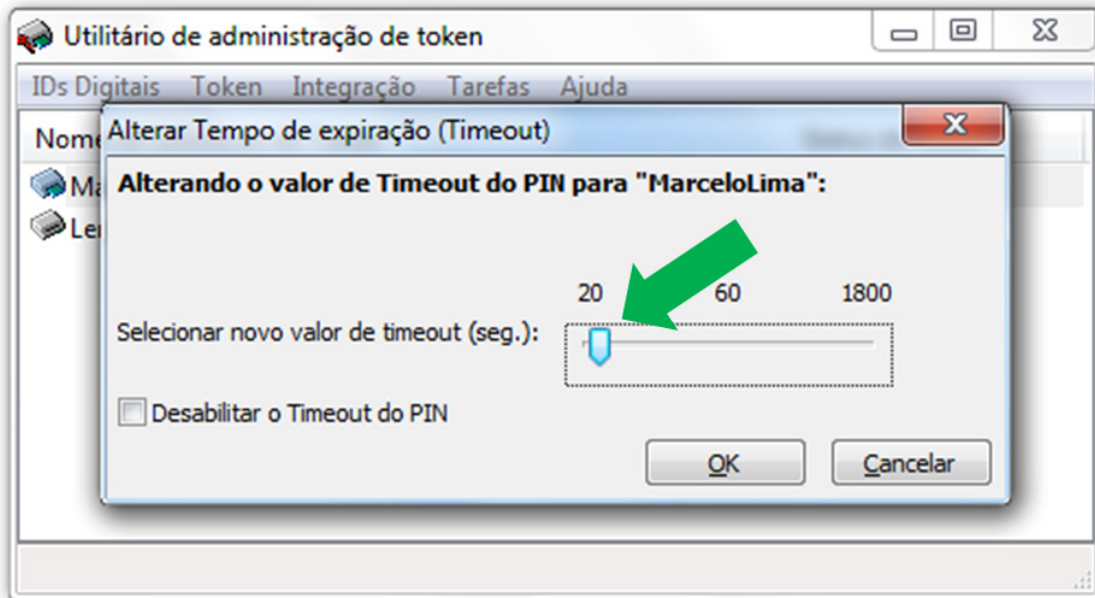 Utilitário de administração de token
IDs Digitais Token Integração Tarefas Ajuda
Alterar Tempo de expiração (Timeout)
Alterando o valor de Timeout do PIN para "MarceloLima":
20 60 1800
Selecionar novo valor de timeout (seg.):
Desabilitar o Timeout do PIN
OK Cancelar